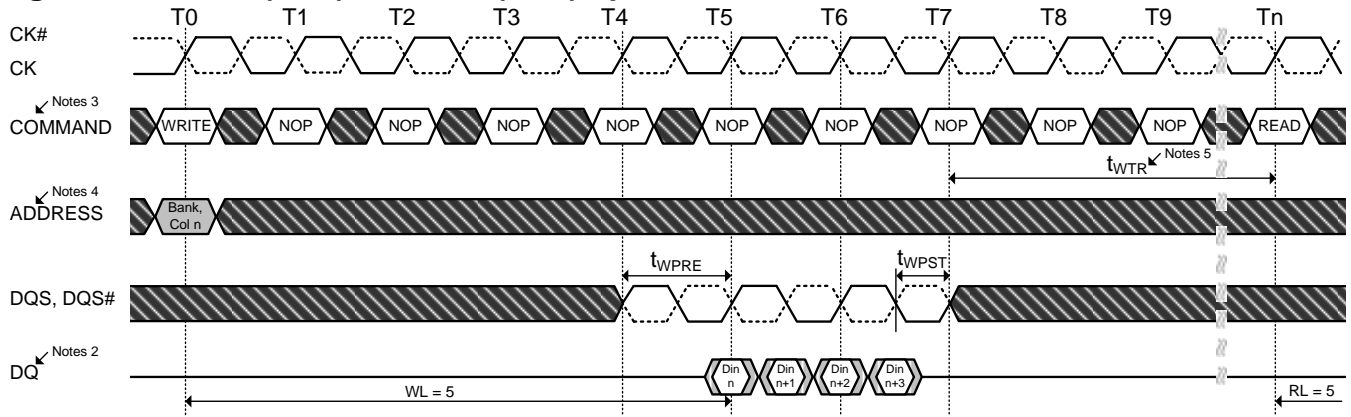 T0 T1 T2 T3 T4 T5 T6 T7 T8 T9 Tn
CK#
CK
Notes 3
COMMAND WRITE NOP NOP NOP NOP NOP NOP NOP NOP NOP READ
tWTR Notes 5
Notes 4
ADDRESS
Bank,
Col n
tWPRE tWPST
DQS, DQS#
Notes 2
DQ
Din Din Din Din
n n+1 n+2 n+3
WL = 5 RL = 5